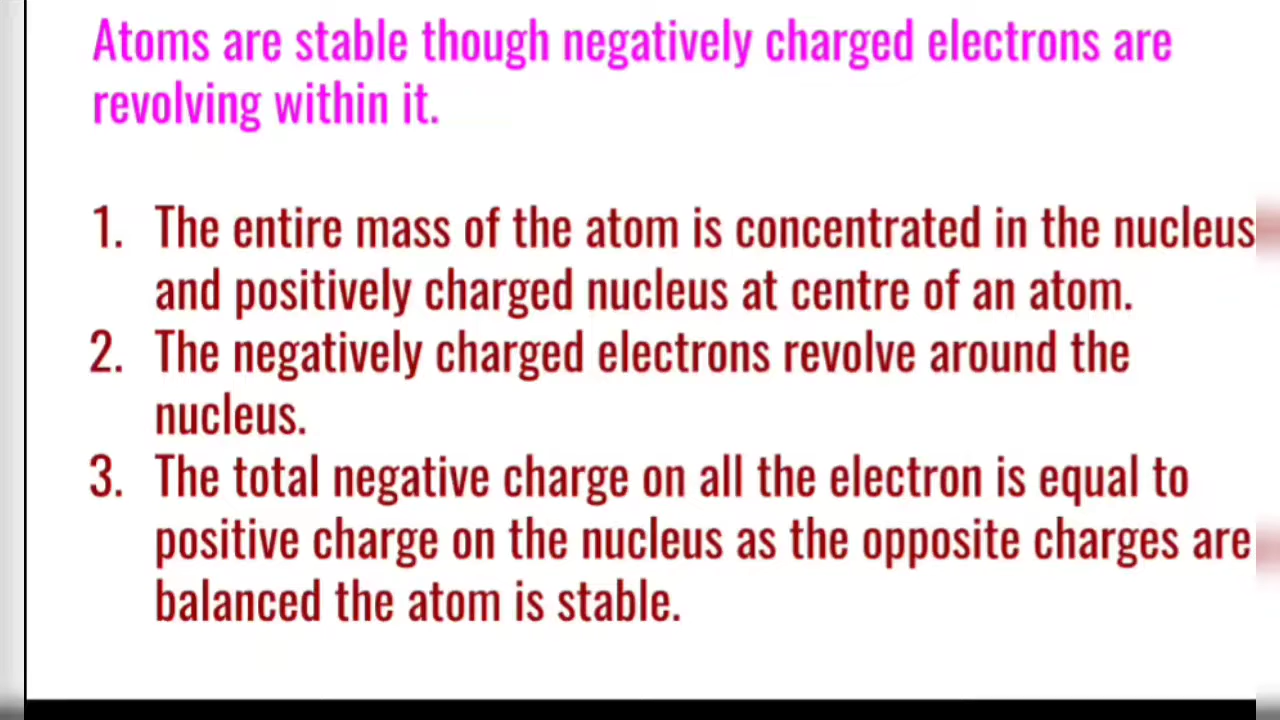 Atoms are stable though negatively charged electrons are
revolving within it.
1. The entire mass of the atom is concentrated in the nucleus
and positively charged nucleus at centre of an atom.
2. The negatively charged electrons revolve around the
nucleus.
3. The total negative charge on all the electron is equal to
positive charge on the nucleus as the opposite charges are
balanced the atom is stable.